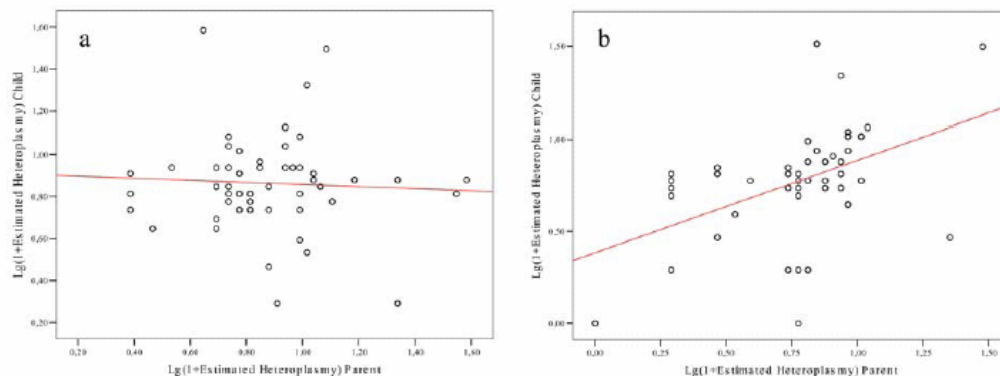 a
b
Lg(1+Estimated Heteroplasmy) Child
1,60
1,40
1,20
1,00
0,80
0,60
0,40
0,20
0,20 0,40 0,60 0,80 1,00 1,20 1,40 1,60
Lg(1+Estimated Heteroplasmy) Parent
Lg(1+Estimated Heteroplasmy) Child
1,50
1,00
0,50
0,00
0,00 0,25 0,50 0,75 1,00 1,25 1,50
Lg(1+Estimated Heteroplasmy) Parent